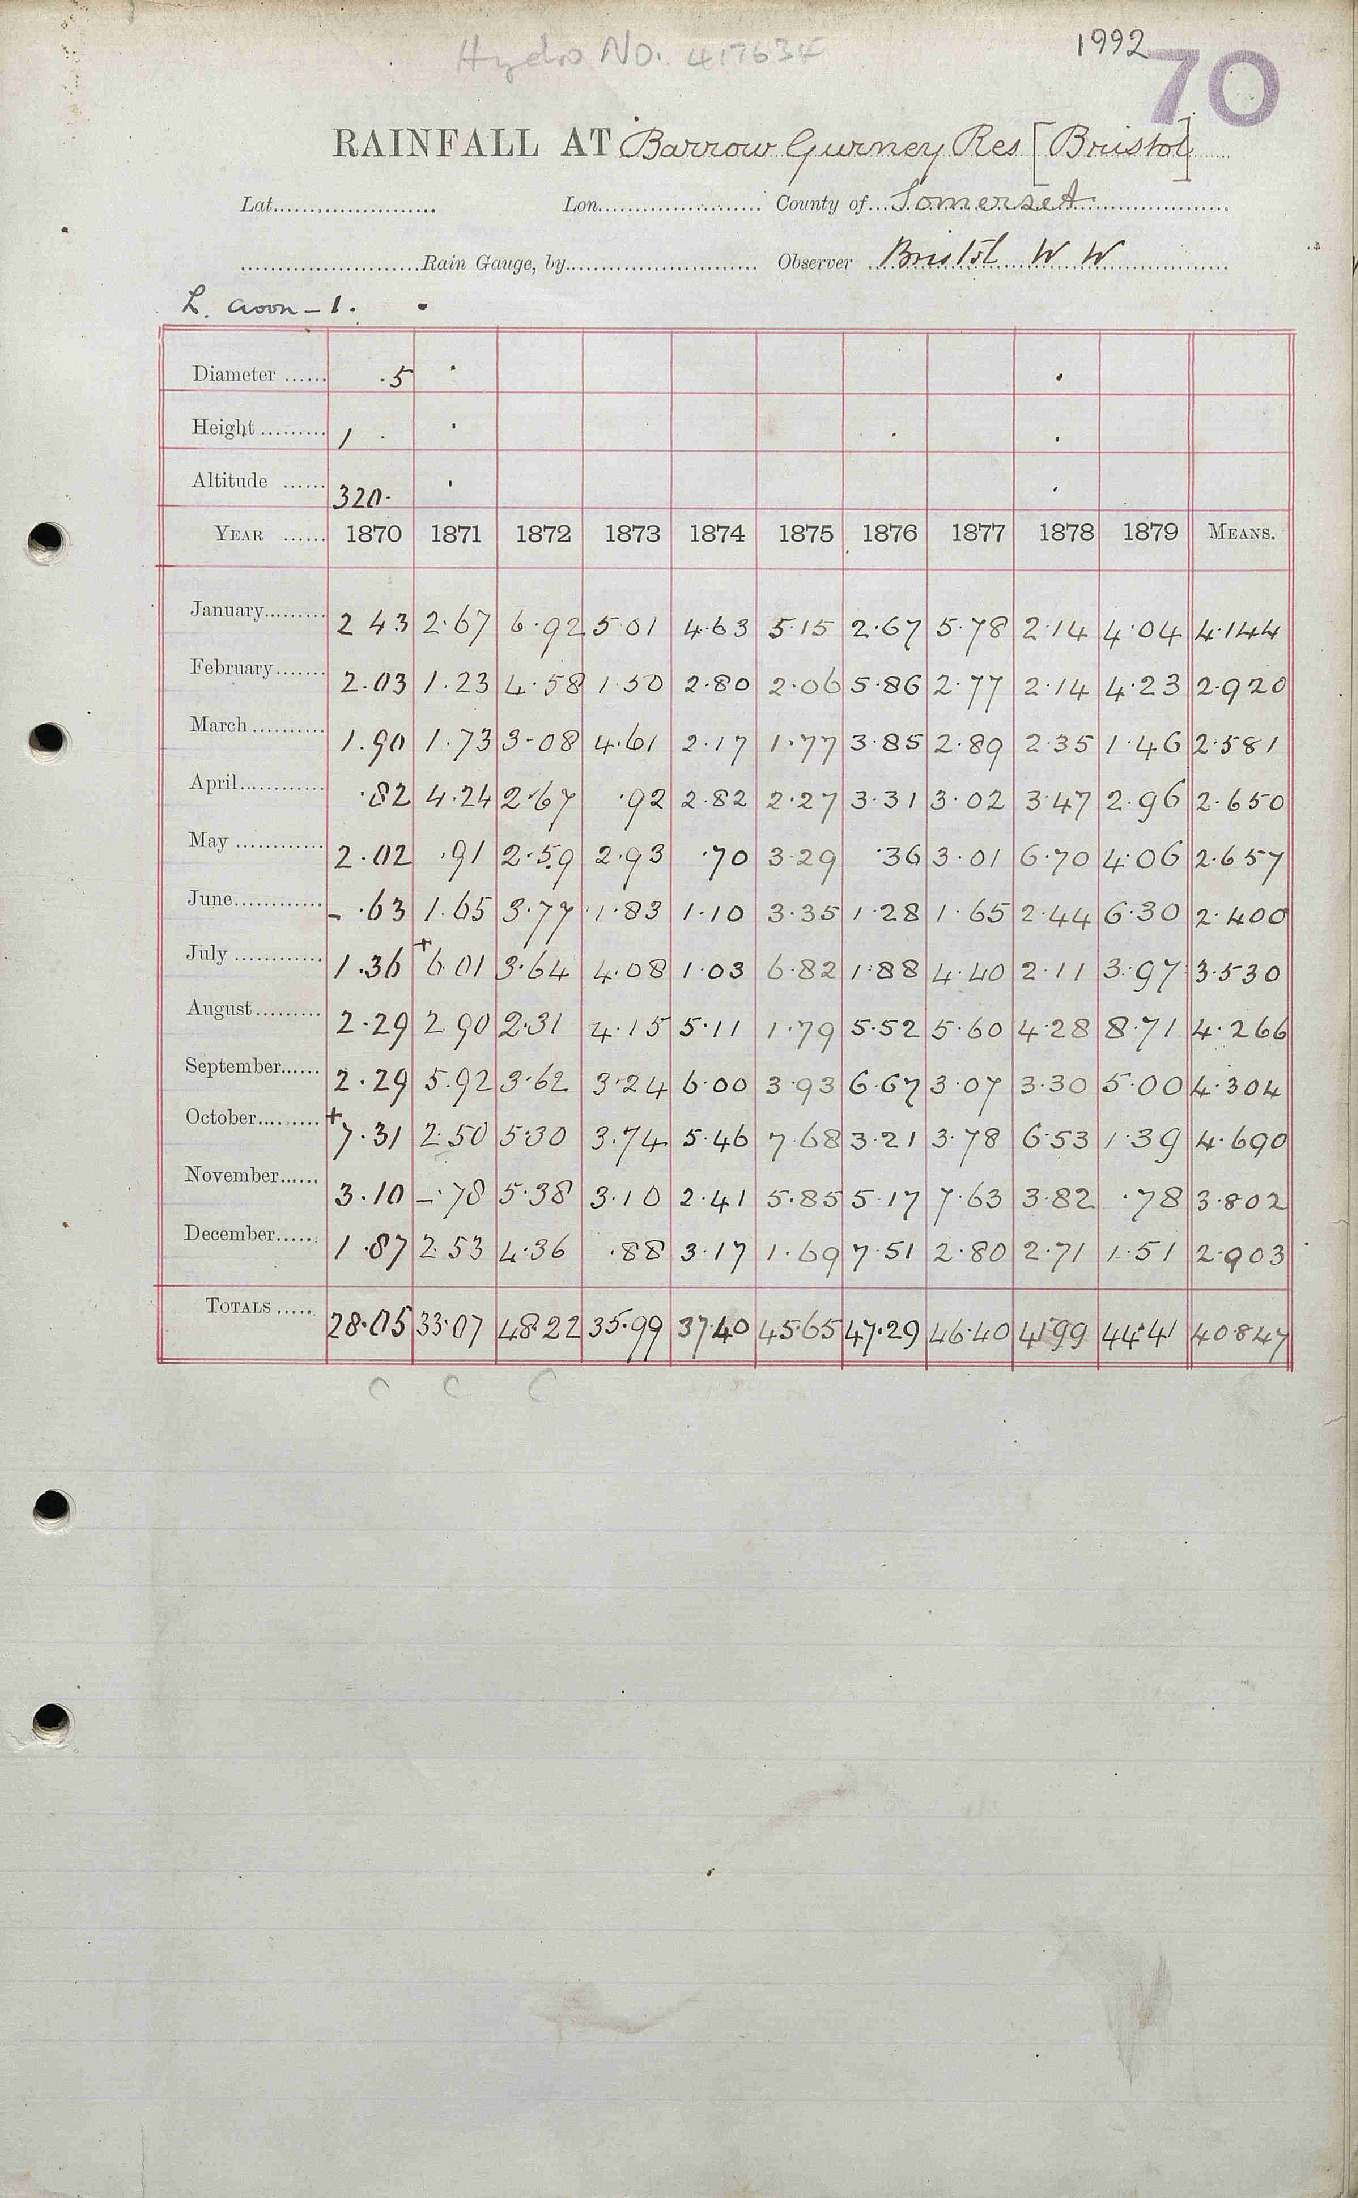 Hydro No. 417634
1992
70
RAINFALL AT Barrow Gurney Res [Bristol]
Lat. Lon. County of Somerset
Rain Gauge, by Observer Bristol W W
L. Avon - 1.
Diameter ...... .5
Height ......... 1
Altitude ...... 320.
YEAR ...... 1870 1871 1872 1873 1874 1875 1876 1877 1878 1879 MEANS.
January......... 2 43 2.67 6.92 5.01 4.63 5.15 2.67 5.78 2.14 4.04 4.144
February....... 2.03 1.23 4.58 1.50 2.80 2.06 5.86 2.77 2.14 4.23 2.920
March .......... 1.90 1.73 3.08 4.61 2.17 1.77 3.85 2.89 2.35 1.46 2.581
April............ .82 4.24 2.67 .92 2.82 2.27 3.31 3.02 3.47 2.96 2.650
May ............ 2.02 .91 2.59 2.93 .70 3.29 .36 3.01 6.70 4.06 2.657
June............ - .63 1.65 3.77 1.83 1.10 3.35 1.28 1.65 2.44 6.30 2.400
July ............ 1.36 + 6.01 3.64 4.08 1.03 6.82 1.88 4.40 2.11 3.97 3.530
August......... 2.29 2 90 2.31 4.15 5.11 1.79 5.52 5.60 4.28 8.71 4.266
September...... 2.29 5.92 3.62 3.24 6.00 3.93 6.67 3.07 3.30 5.00 4.304
October......... + 7.31 2.50 5.30 3.74 5.46 7.68 3.21 3.78 6.53 1.39 4.690
November...... 3.10 - .78 5.38 3.10 2.41 5.85 5.17 7.63 3.82 .78 3.802
December...... 1.87 2.53 4.36 .88 3.17 1.69 7.51 2.80 2.71 1.51 2.903
TOTALS ..... 28.05 33.07 48.22 35.99 37.40 45.65 47.29 46.40 41.99 44.41 40.847
C C C